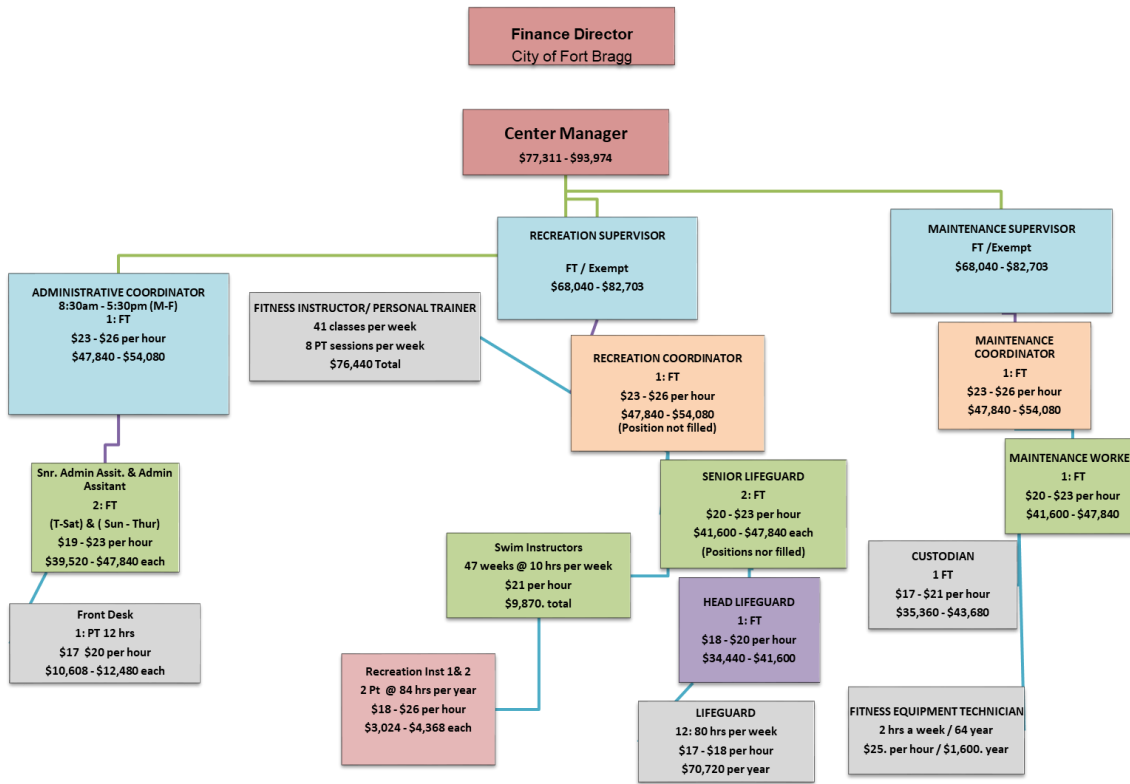 Finance Director
City of Fort Bragg
Center Manager
$77,311 - $93,974
RECREATION SUPERVISOR
FT / Exempt
$68,040 - $82,703
MAINTENANCE SUPERVISOR
FT /Exempt
$68,040 - $82,703
ADMINISTRATIVE COORDINATOR
8:30am - 5:30pm (M-F)
1: FT
$23 - $26 per hour
$47,840 - $54,080
FITNESS INSTRUCTOR/ PERSONAL TRAINER
41 classes per week
8 PT sessions per week
$76,440 Total
RECREATION COORDINATOR
1: FT
$23 - $26 per hour
$47,840 - $54,080
(Position not filled)
MAINTENANCE
COORDINATOR
1: FT
$23 - $26 per hour
$47,840 - $54,080
Snr. Admin Assit. & Admin
Assitant
2: FT
(T-Sat) & ( Sun - Thur)
$19 - $23 per hour
$39,520 - $47,840 each
SENIOR LIFEGUARD
2: FT
$20 - $23 per hour
$41,600 - $47,840 each
(Positions nor filled)
MAINTENANCE WORKE
1: FT
$20 - $23 per hour
$41,600 - $47,840
Swim Instructors
47 weeks @ 10 hrs per week
$21 per hour
$9,870. total
CUSTODIAN
1 FT
$17 - $21 per hour
$35,360 - $43,680
Front Desk
1: PT 12 hrs
$17 $20 per hour
$10,608 - $12,480 each
HEAD LIFEGUARD
1: FT
$18 - $20 per hour
$34,440 - $41,600
Recreation Inst 1& 2
2 Pt @ 84 hrs per year
$18 - $26 per hour
$3,024 - $4,368 each
LIFEGUARD
12: 80 hrs per week
$17 - $18 per hour
$70,720 per year
FITNESS EQUIPMENT TECHNICIAN
2 hrs a week / 64 year
$25. per hour / $1,600. year